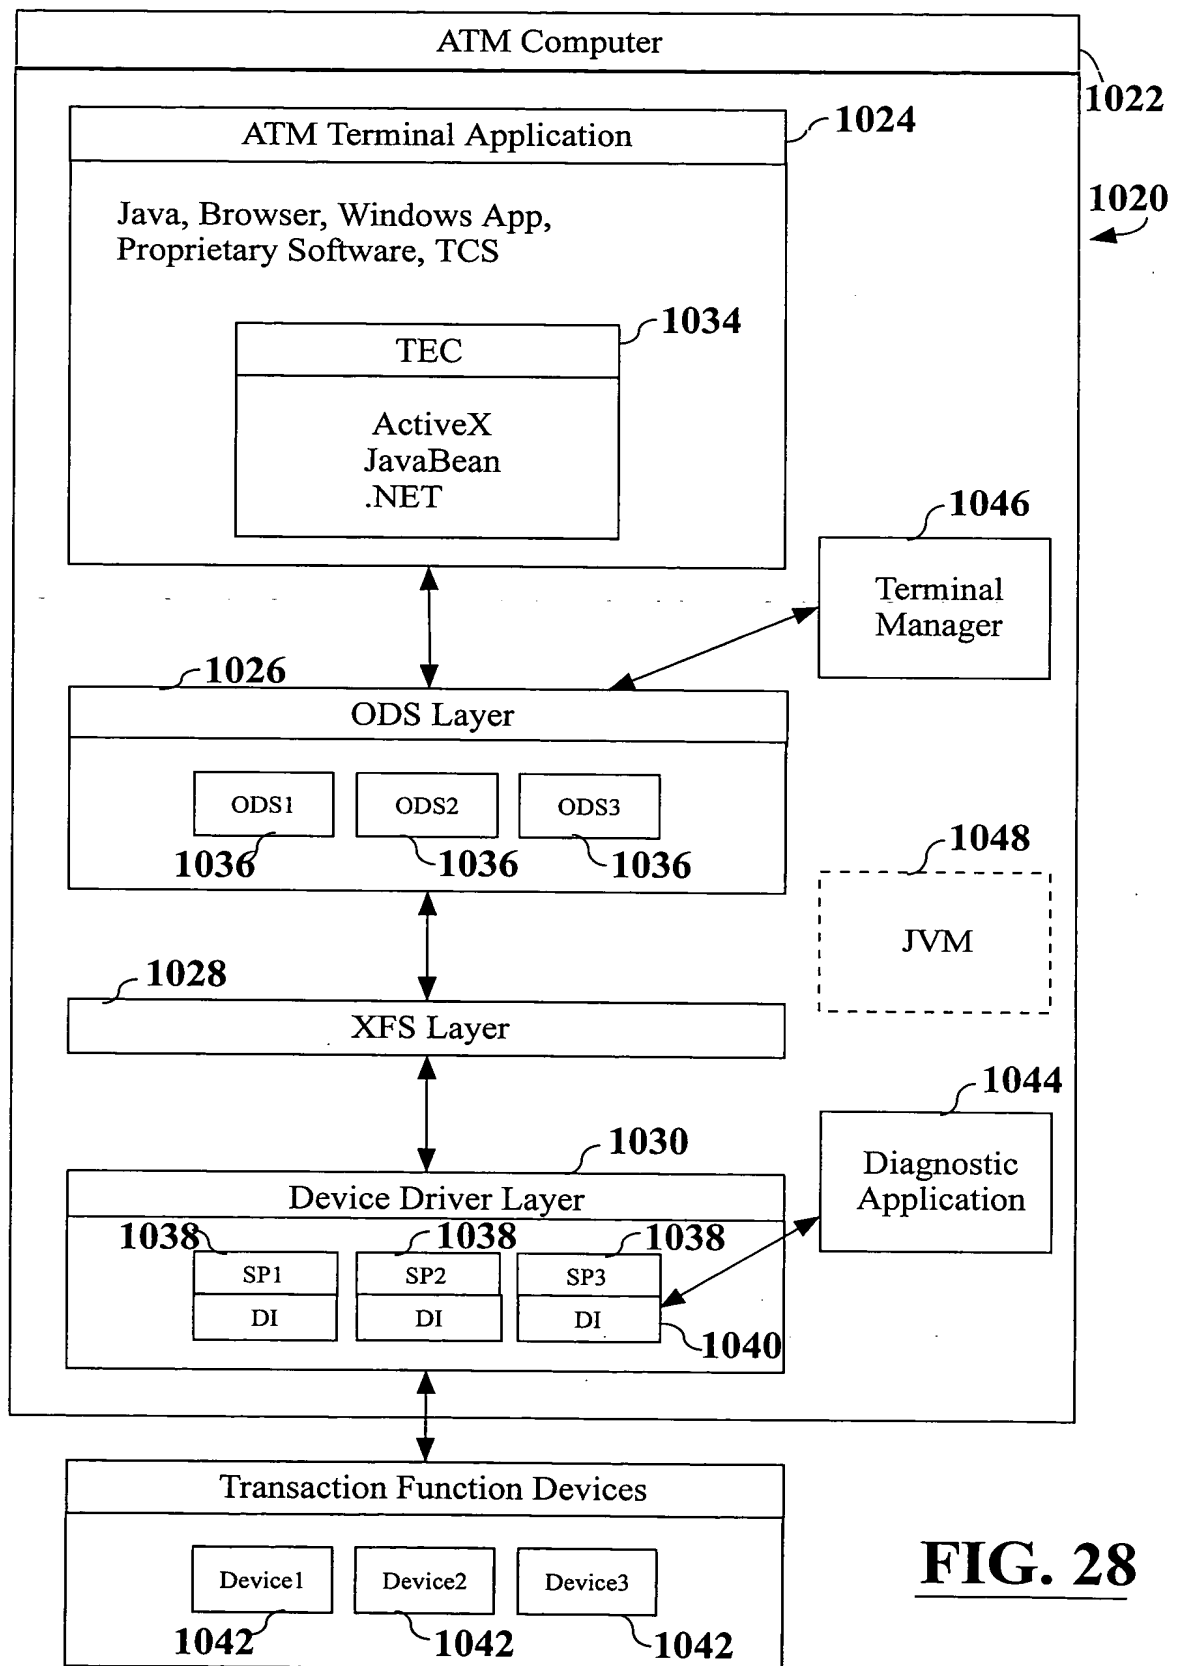 ATM Computer
1022
ATM Terminal Application
1024
1020
Java, Browser, Windows App,
Proprietary Software, TCS
1034
TEC
ActiveX
JavaBean
.NET
1046
Terminal
Manager
1026
ODS Layer
ODS1
ODS2
ODS3
1036
1036
1036
1048
JVM
1028
XFS Layer
1044
Diagnostic
Application
1030
Device Driver Layer
1038
1038
1038
SP1
SP2
SP3
DI
DI
DI
1040
Transaction Function Devices
Device1
Device2
Device3
1042
1042
1042
FIG. 28